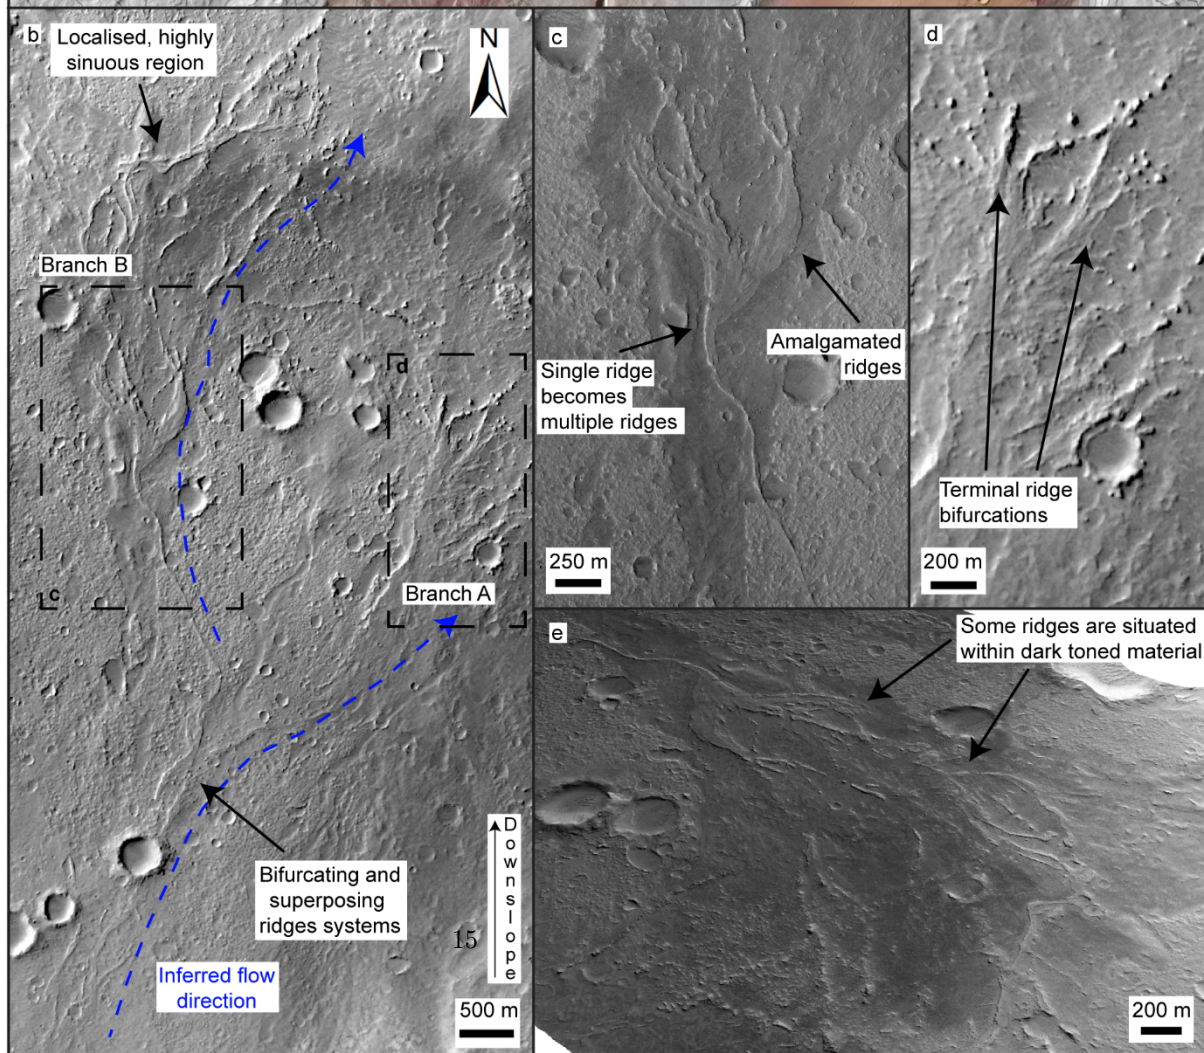 b
Localised, highly
sinuous region
N
Branch B
c
d
Branch A
Bifurcating and
superposing
ridges systems
Inferred flow
direction
15
Downslope
500 m
c
Single ridge
becomes
multiple ridges
Amalgamated
ridges
250 m
d
Terminal ridge
bifurcations
200 m
e
Some ridges are situated
within dark toned material
200 m